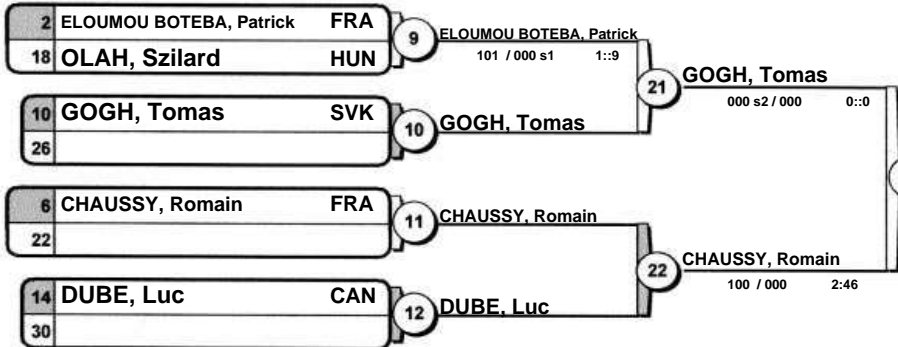 2 ELOUMOU BOTEBA, Patrick FRA
18 OLAH, Szilard HUN
9
ELOUMOU BOTEBA, Patrick
101 / 000 s1 1::9
10 GOGH, Tomas SVK
26
10
GOGH, Tomas
21
GOGH, Tomas
000 s2 / 000 0::0
6 CHAUSSY, Romain FRA
22
11
CHAUSSY, Romain
14 DUBE, Luc CAN
30
12
DUBE, Luc
22
CHAUSSY, Romain
100 / 000 2:46